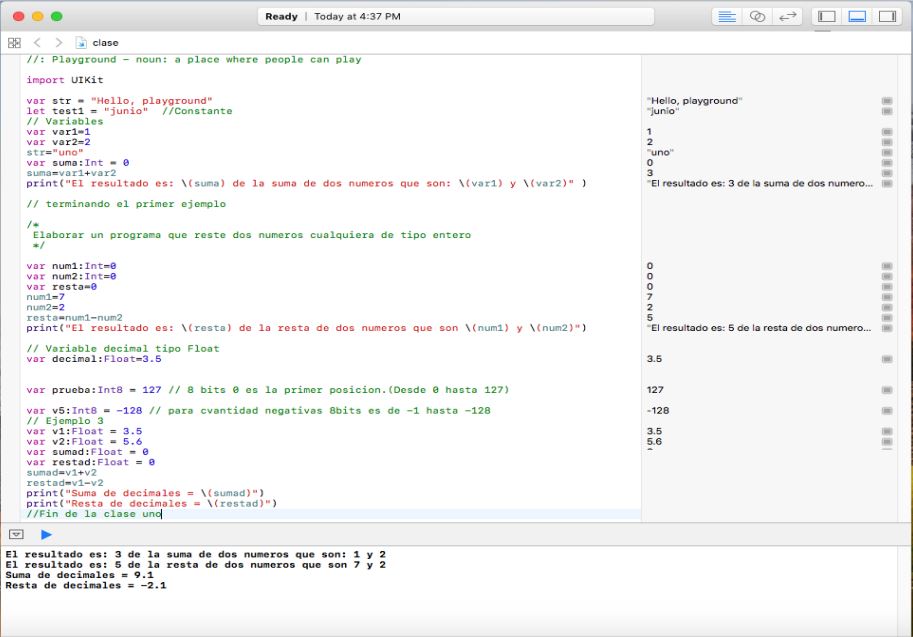 Ready | Today at 4:37 PM
clase
//: Playground - noun: a place where people can play
import UIKit
var str = "Hello, playground"
let test1 = "junio"  //Constante
// Variables
var var1=1
var var2=2
str="uno"
var suma:Int = 0
suma=var1+var2
print("El resultado es: \(suma) de la suma de dos numeros que son: \(var1) y \(var2)" )
// terminando el primer ejemplo
/*
Elaborar un programa que reste dos numeros cualquiera de tipo entero
*/
var num1:Int=0
var num2:Int=0
var resta=0
num1=7
num2=2
resta=num1-num2
print("El resultado es: \(resta) de la resta de dos numeros que son \(num1) y \(num2)")
// Variable decimal tipo Float
var decimal:Float=3.5
var prueba:Int8 = 127 // 8 bits 0 es la primer posicion.(Desde 0 hasta 127)
var v5:Int8 = -128 // para cvantidad negativas 8bits es de -1 hasta -128
// Ejemplo 3
var v1:Float = 3.5
var v2:Float = 5.6
var sumad:Float = 0
var restad:Float = 0
sumad=v1+v2
restad=v1-v2
print("Suma de decimales = \(sumad)")
print("Resta de decimales = \(restad)")
//Fin de la clase uno
"Hello, playground"
"junio"
1
2
"uno"
0
3
"El resultado es: 3 de la suma de dos numero...
0
0
0
7
2
5
"El resultado es: 5 de la resta de dos numero...
3.5
127
-128
3.5
5.6
El resultado es: 3 de la suma de dos numeros que son: 1 y 2
El resultado es: 5 de la resta de dos numeros que son 7 y 2
Suma de decimales = 9.1
Resta de decimales = -2.1